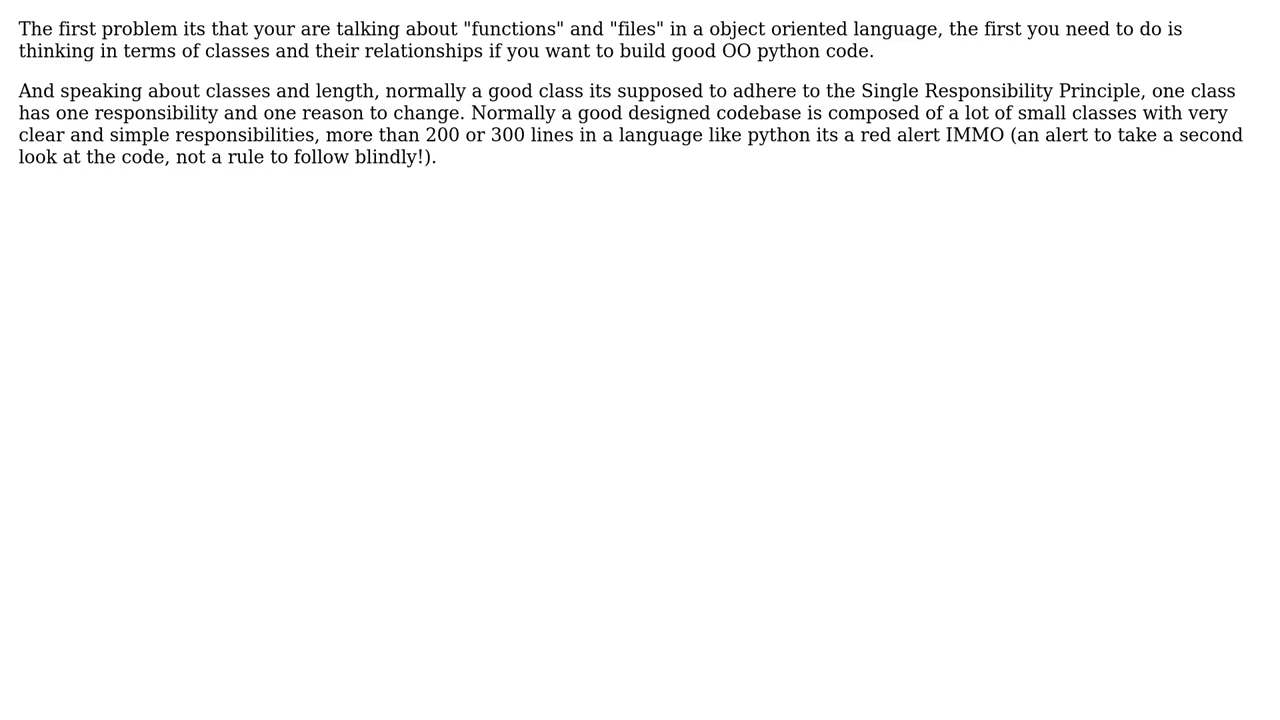 The first problem its that your are talking about "functions" and "files" in a object oriented language, the first you need to do is
thinking in terms of classes and their relationships if you want to build good OO python code.
And speaking about classes and length, normally a good class its supposed to adhere to the Single Responsibility Principle, one class
has one responsibility and one reason to change. Normally a good designed codebase is composed of a lot of small classes with very
clear and simple responsibilities, more than 200 or 300 lines in a language like python its a red alert IMMO (an alert to take a second
look at the code, not a rule to follow blindly!).